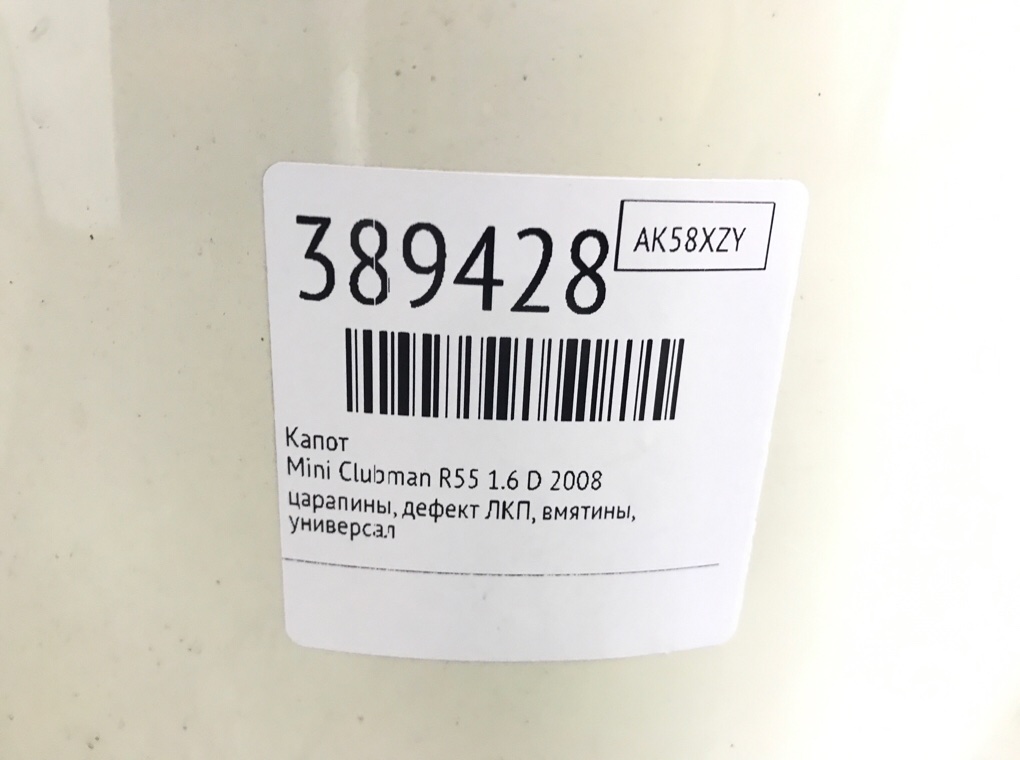 389428
AK58XZY
Капот
Mini Clubman R55 1.6 D 2008
царапины, дефект ЛКП, вмятины,
универсал